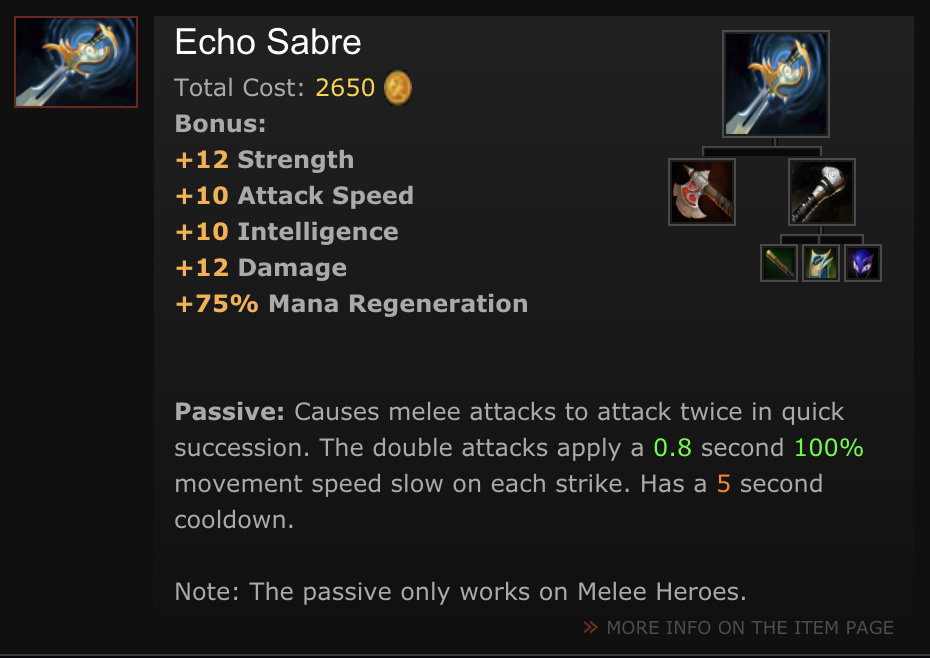 Echo Sabre
Total Cost: 2650
Bonus:
+12 Strength
+10 Attack Speed
+10 Intelligence
+12 Damage
+75% Mana Regeneration
Passive: Causes melee attacks to attack twice in quick
succession. The double attacks apply a 0.8 second 100%
movement speed slow on each strike. Has a 5 second
cooldown.
Note: The passive only works on Melee Heroes.
» MORE INFO ON THE ITEM PAGE